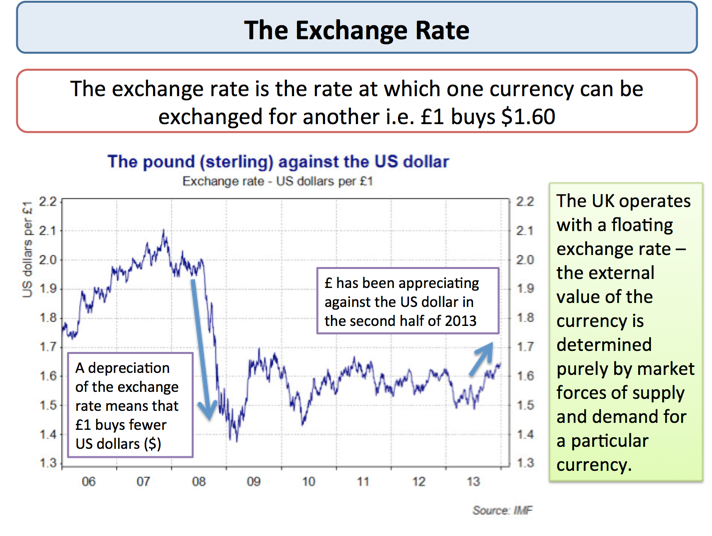 The Exchange Rate
The exchange rate is the rate at which one currency can be
exchanged for another i.e. £1 buys $1.60
The pound (sterling) against the US dollar
Exchange rate - US dollars per £1
US dollars per £1
2.2
2.1
2.0
1.9
1.8
1.7
1.6
1.5
1.4
1.3
£ has been appreciating
against the US dollar in
the second half of 2013
A depreciation
of the exchange
rate means that
£1 buys fewer
US dollars ($)
2.2
2.1
2.0
1.9
1.8
1.7
1.6
1.5
1.4
1.3
06 07 08 09 10 11 12 13
Source: IMF
The UK operates
with a floating
exchange rate –
the external
value of the
currency is
determined
purely by market
forces of supply
and demand for
a particular
currency.